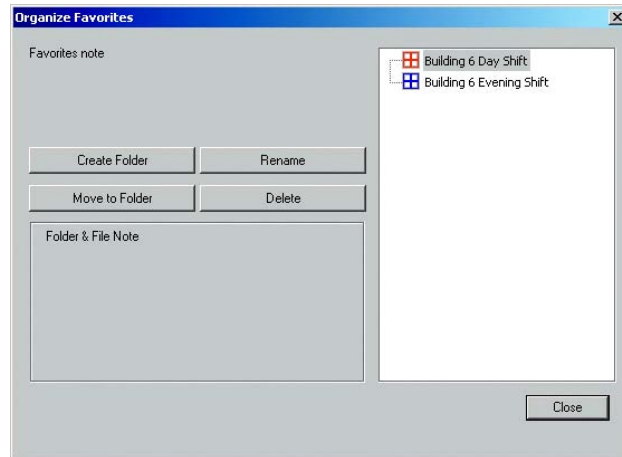 Organize Favorites
Favorites note
Building 6 Day Shift
Building 6 Evening Shift
Create Folder
Rename
Move to Folder
Delete
Folder & File Note
Close